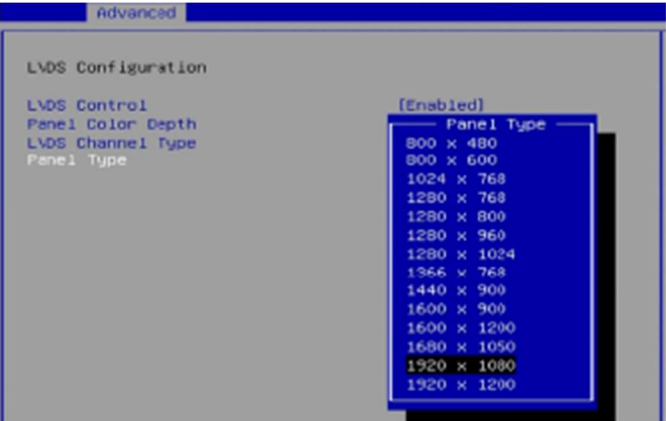 Advanced
LVDS Configuration
LVDS Control [Enabled]
Panel Color Depth
LVDS Channel Type
Panel Type
Panel Type
800 x 480
800 x 600
1024 x 768
1280 x 768
1280 x 800
1280 x 960
1280 x 1024
1366 x 768
1440 x 900
1600 x 900
1600 x 1200
1680 x 1050
1920 x 1080
1920 x 1200